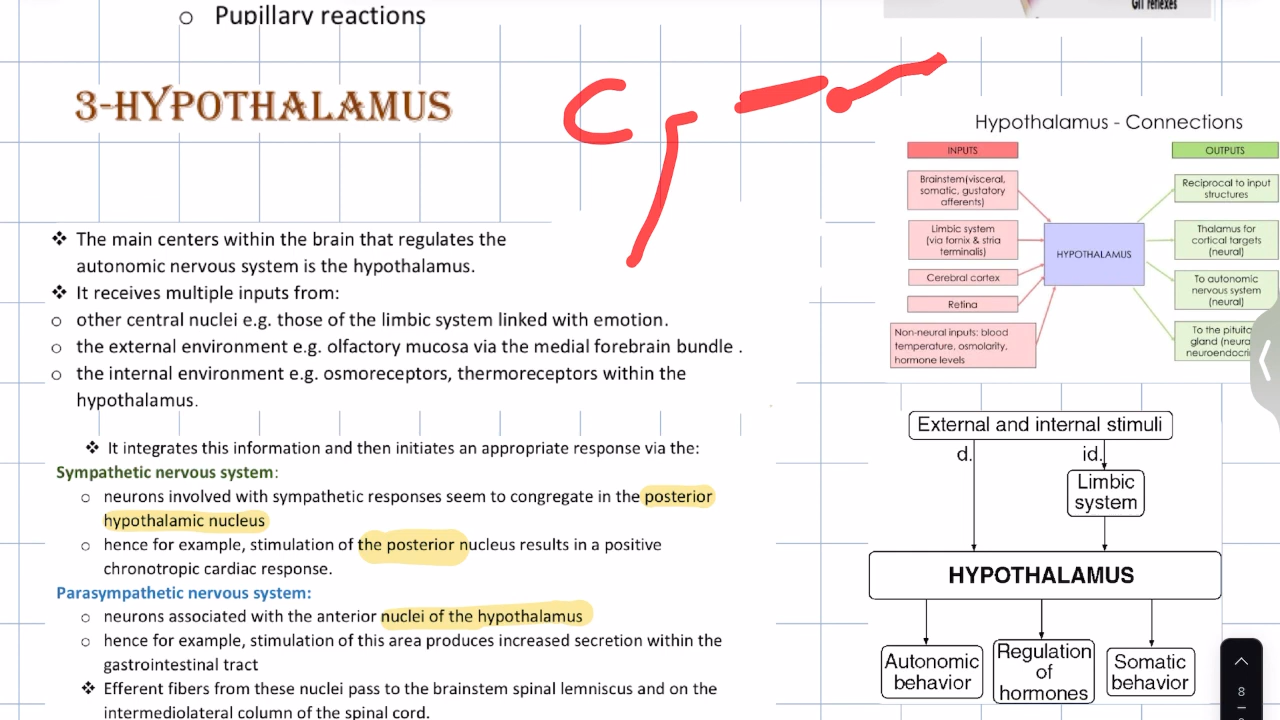 o Pupillary reactions
GIT reflexes
3-HYPOTHALAMUS
❖ The main centers within the brain that regulates the
autonomic nervous system is the hypothalamus.
❖ It receives multiple inputs from:
o other central nuclei e.g. those of the limbic system linked with emotion.
o the external environment e.g. olfactory mucosa via the medial forebrain bundle .
o the internal environment e.g. osmoreceptors, thermoreceptors within the
hypothalamus.
❖ It integrates this information and then initiates an appropriate response via the:
Sympathetic nervous system:
o neurons involved with sympathetic responses seem to congregate in the posterior
hypothalamic nucleus
o hence for example, stimulation of the posterior nucleus results in a positive
chronotropic cardiac response.
Parasympathetic nervous system:
o neurons associated with the anterior nuclei of the hypothalamus
o hence for example, stimulation of this area produces increased secretion within the
gastrointestinal tract
❖ Efferent fibers from these nuclei pass to the brainstem spinal lemniscus and on the
intermediolateral column of the spinal cord.
Hypothalamus - Connections
INPUTS
Brainstem(visceral,
somatic, gustatory
afferents)
Limbic system
(via fornix & stria
terminalis)
Cerebral cortex
Retina
Non-neural inputs: blood
temperature, osmolarity,
hormone levels
HYPOTHALAMUS
OUTPUTS
Reciprocal to input
structures
Thalamus for
cortical targets
(neural)
To autonomic
nervous system
(neural)
To the pituita
gland (neura
neuroendocri
External and internal stimuli
d.
id.
Limbic
system
HYPOTHALAMUS
Autonomic
behavior
Regulation
of
hormones
Somatic
behavior
8